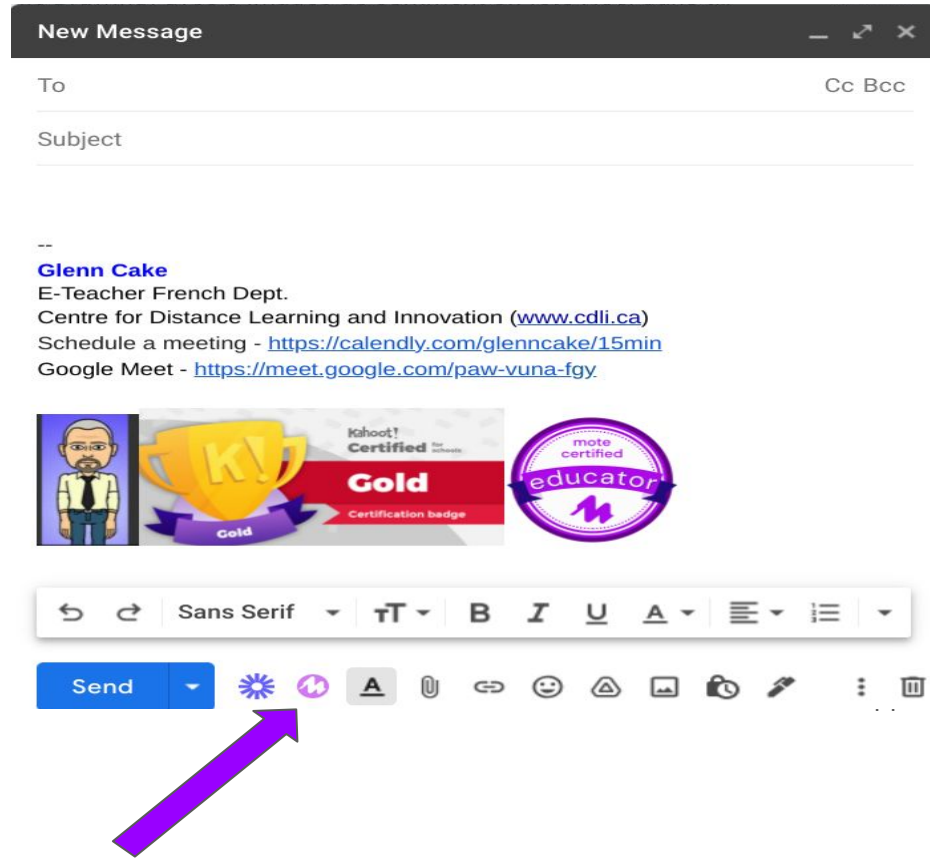 New Message
To Cc Bcc
Subject
--
Glenn Cake
E-Teacher French Dept.
Centre for Distance Learning and Innovation (www.cdli.ca)
Schedule a meeting - https://calendly.com/glenncake/15min
Google Meet - https://meet.google.com/paw-vuna-fgy
K!
Gold
Kahoot!
Certified for schools
Gold
Certification badge
mote
certified
educator
Sans Serif TT B I U A
Send A